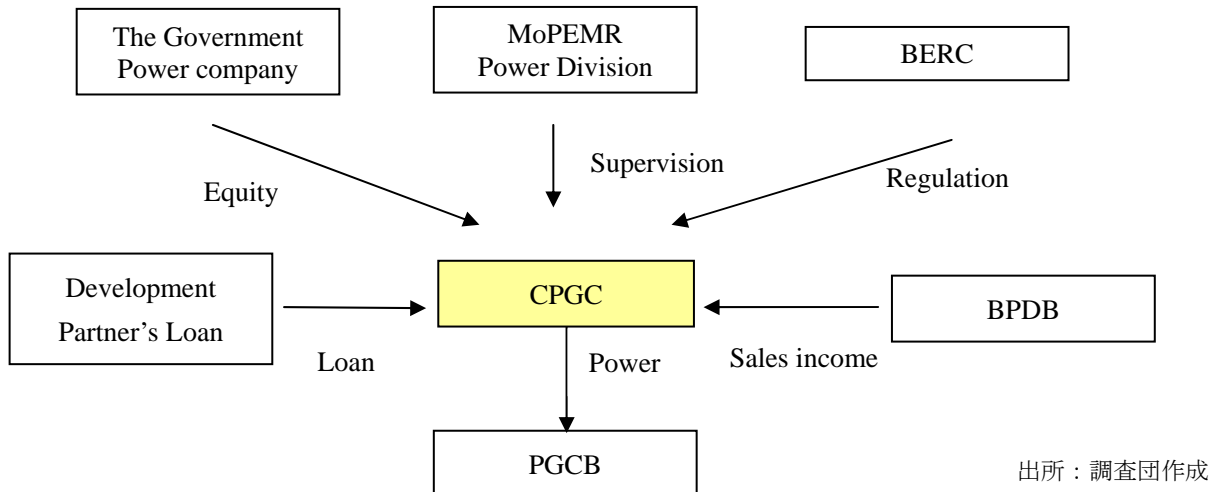 The Government
Power company
MoPEMR
Power Division
BERC
Equity
Supervision
Regulation
Development
Partner’s Loan
CPGC
BPDB
Loan
Power
Sales income
PGCB
出所：調査団作成